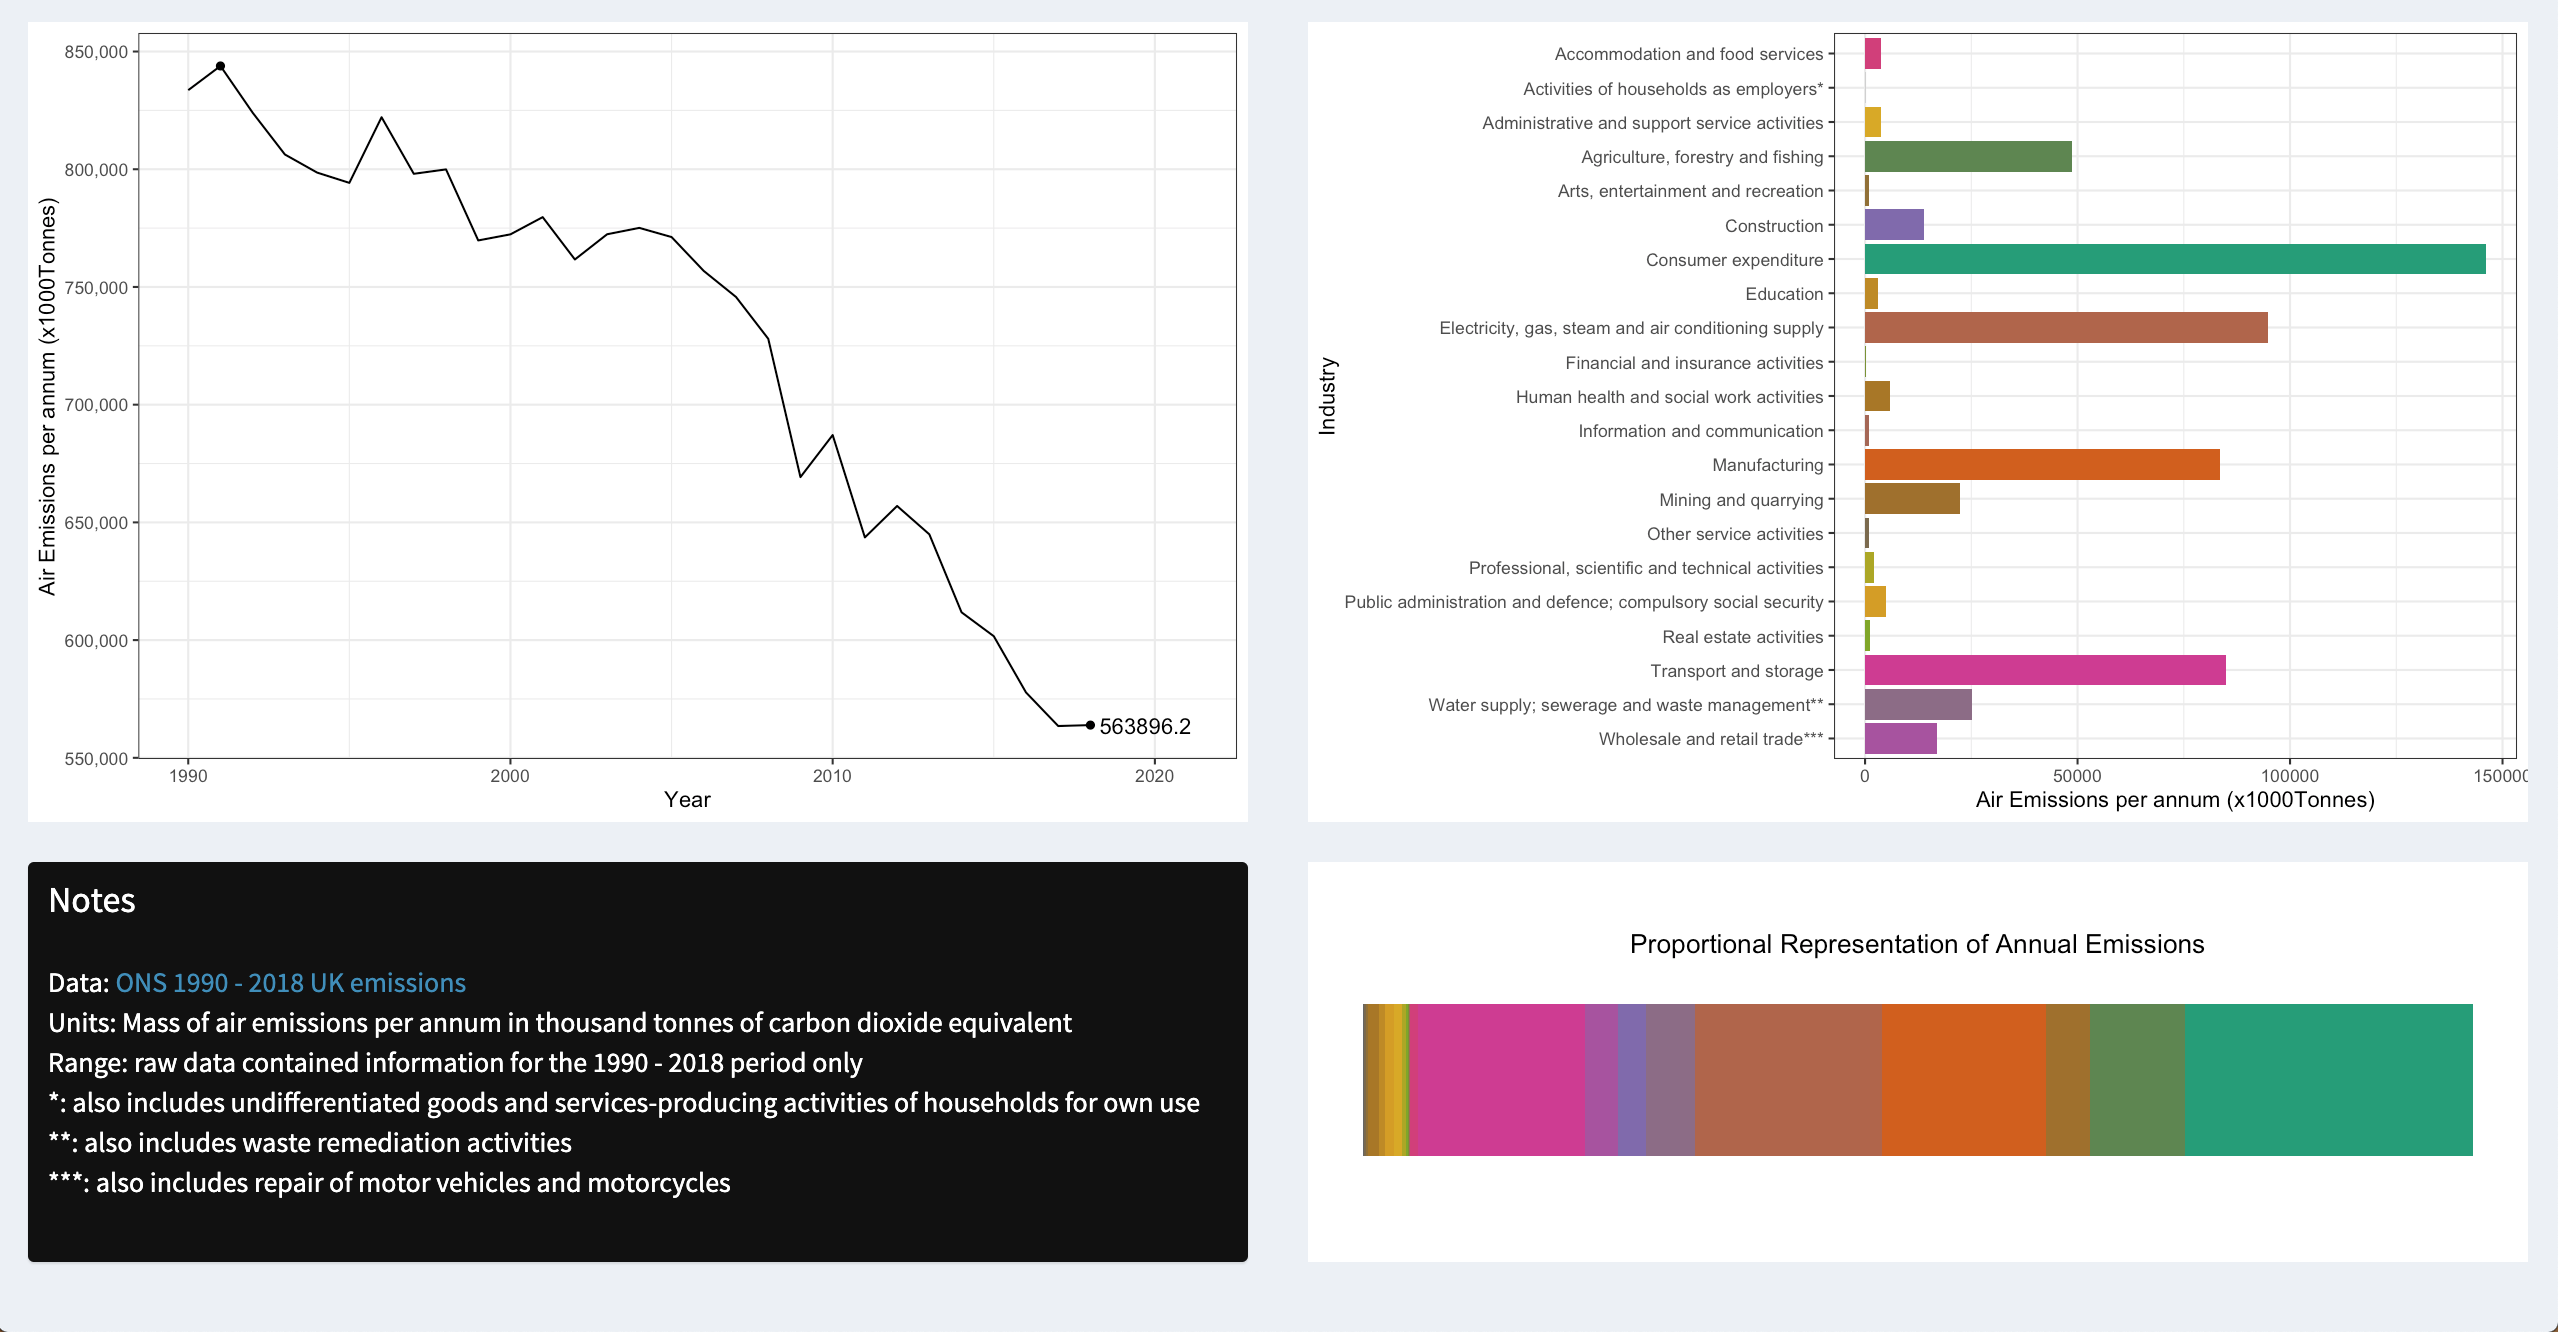 850,000
800,000
750,000
700,000
650,000
600,000
550,000
Air Emissions per annum (x1000Tonnes)
563896.2
1990 2000 2010 2020
Year
Industry
Accommodation and food services
Activities of households as employers*
Administrative and support service activities
Agriculture, forestry and fishing
Arts, entertainment and recreation
Construction
Consumer expenditure
Education
Electricity, gas, steam and air conditioning supply
Financial and insurance activities
Human health and social work activities
Information and communication
Manufacturing
Mining and quarrying
Other service activities
Professional, scientific and technical activities
Public administration and defence; compulsory social security
Real estate activities
Transport and storage
Water supply; sewerage and waste management**
Wholesale and retail trade***
0 50000 100000 150000
Air Emissions per annum (x1000Tonnes)
Notes
Data: ONS 1990 - 2018 UK emissions
Units: Mass of air emissions per annum in thousand tonnes of carbon dioxide equivalent
Range: raw data contained information for the 1990 - 2018 period only
*: also includes undifferentiated goods and services-producing activities of households for own use
**: also includes waste remediation activities
***: also includes repair of motor vehicles and motorcycles
Proportional Representation of Annual Emissions